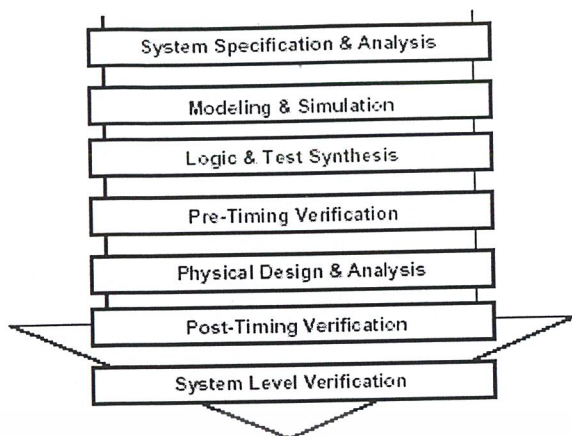 System Specification & Analysis
Modeling & Simulation
Logic & Test Synthesis
Pre-Timing Verification
Physical Design & Analysis
Post-Timing Verification
System Level Verification